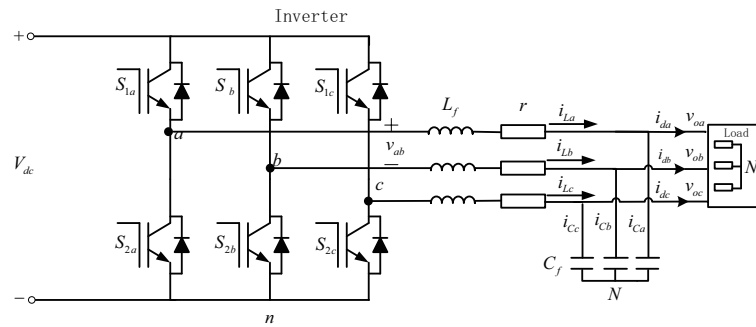 Inverter
+
S1a
Sb
S1c
Lf
r
iLa
ida
voa
Load
a
+
vab
−
Vdc
b
iLb
idb
vob
N
c
iLc
idc
voc
S2a
S2b
S2c
iCc
iCb
iCa
Cf
N
−
n